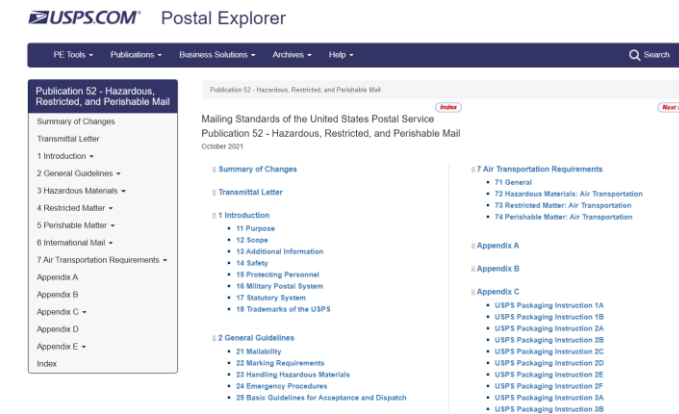 USPS.COM® Postal Explorer
PE Tools Publications Business Solutions Archives Help Search
Publication 52 - Hazardous,
Restricted, and Perishable Mail
Summary of Changes
Transmittal Letter
1 Introduction
2 General Guidelines
3 Hazardous Materials
4 Restricted Matter
5 Perishable Matter
6 International Mail
7 Air Transportation Requirements
Appendix A
Appendix B
Appendix C
Appendix D
Appendix E
Index
Publication 52 - Hazardous, Restricted, and Perishable Mail
Index
Next
Mailing Standards of the United States Postal Service
Publication 52 - Hazardous, Restricted, and Perishable Mail
October 2021
Summary of Changes
Transmittal Letter
1 Introduction
11 Purpose
12 Scope
13 Additional Information
14 Safety
15 Protecting Personnel
16 Military Postal System
17 Statutory System
18 Trademarks of the USPS
2 General Guidelines
21 Mailability
22 Marking Requirements
23 Handling Hazardous Materials
24 Emergency Procedures
25 Basic Guidelines for Acceptance and Dispatch
7 Air Transportation Requirements
71 General
72 Hazardous Materials: Air Transportation
73 Restricted Matter: Air Transportation
74 Perishable Matter: Air Transportation
Appendix A
Appendix B
Appendix C
USPS Packaging Instruction 1A
USPS Packaging Instruction 1B
USPS Packaging Instruction 2A
USPS Packaging Instruction 2B
USPS Packaging Instruction 2C
USPS Packaging Instruction 2D
USPS Packaging Instruction 2E
USPS Packaging Instruction 2F
USPS Packaging Instruction 3A
USPS Packaging Instruction 3B